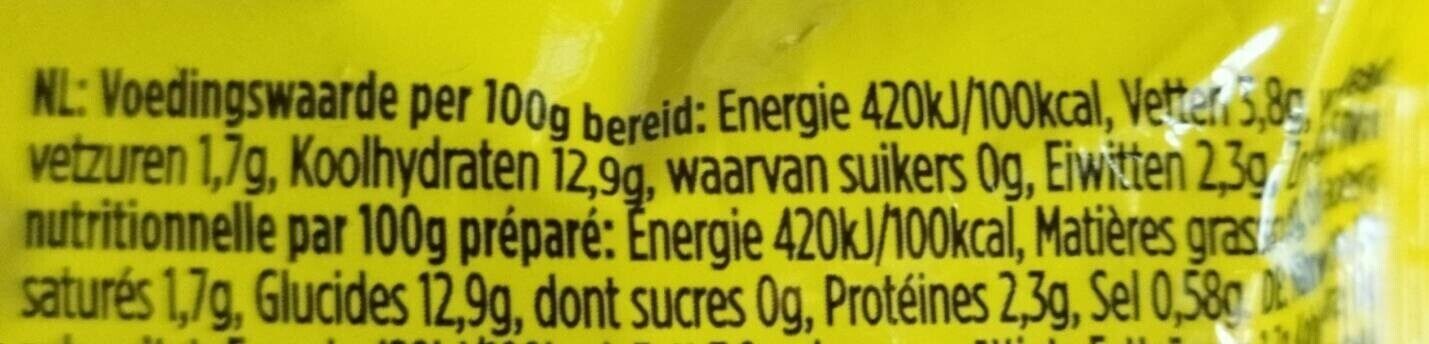 NL: Voedingswaarde per 100g bereid: Energie 420kJ/100kcal, Vetten 3,8g,
vetzuren 1,7g, Koolhydraten 12,9g, waarvan suikers 0g, Eiwitten 2,3g,
nutritionnelle par 100g préparé: Énergie 420kJ/100kcal, Matières
saturés 1,7g, Glucides 12,9g, dont sucres 0g, Protéines 2,3g, Sel 0,58g